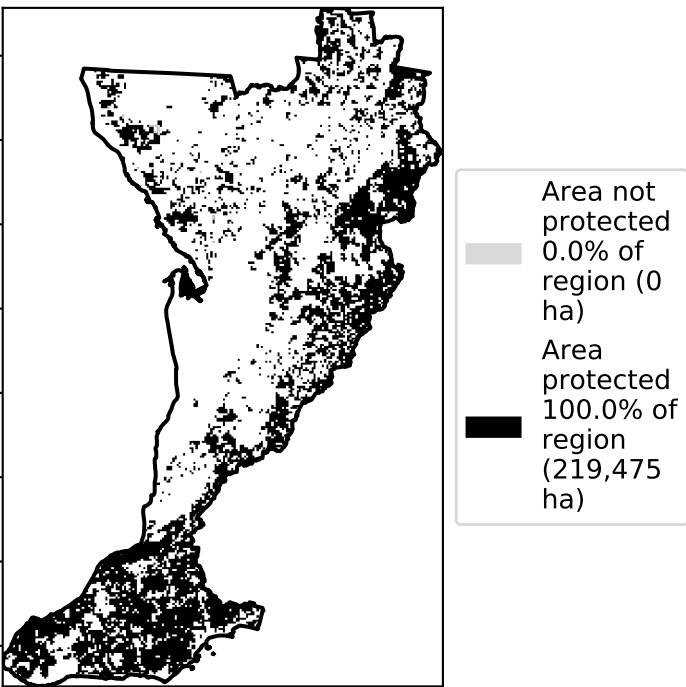 Area not
protected
0.0% of
region (0
ha)
Area
protected
100.0% of
region
(219,475
ha)